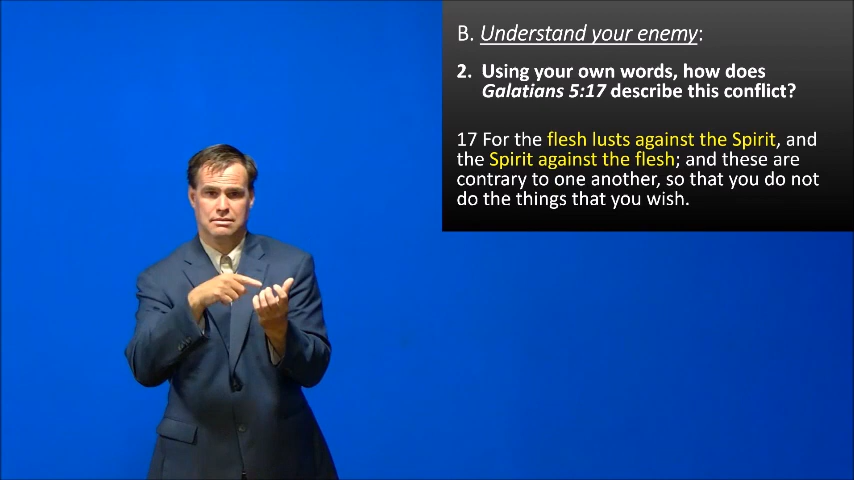 B. Understand your enemy:
2. Using your own words, how does
Galatians 5:17 describe this conflict?
17 For the flesh lusts against the Spirit, and
the Spirit against the flesh; and these are
contrary to one another, so that you do not
do the things that you wish.